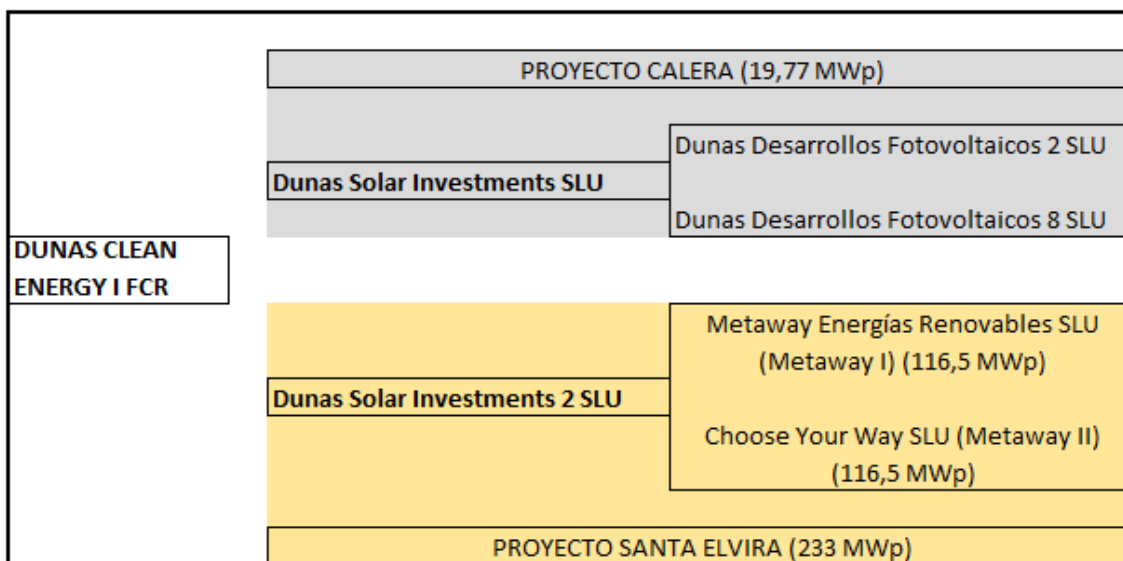 PROYECTO CALERA (19,77 MWp)
Dunas Desarrollos Fotovoltaicos 2 SLU
Dunas Solar Investments SLU
Dunas Desarrollos Fotovoltaicos 8 SLU
DUNAS CLEAN
ENERGY I FCR
Metaway Energías Renovables SLU
(Metaway I) (116,5 MWp)
Dunas Solar Investments 2 SLU
Choose Your Way SLU (Metaway II)
(116,5 MWp)
PROYECTO SANTA ELVIRA (233 MWp)